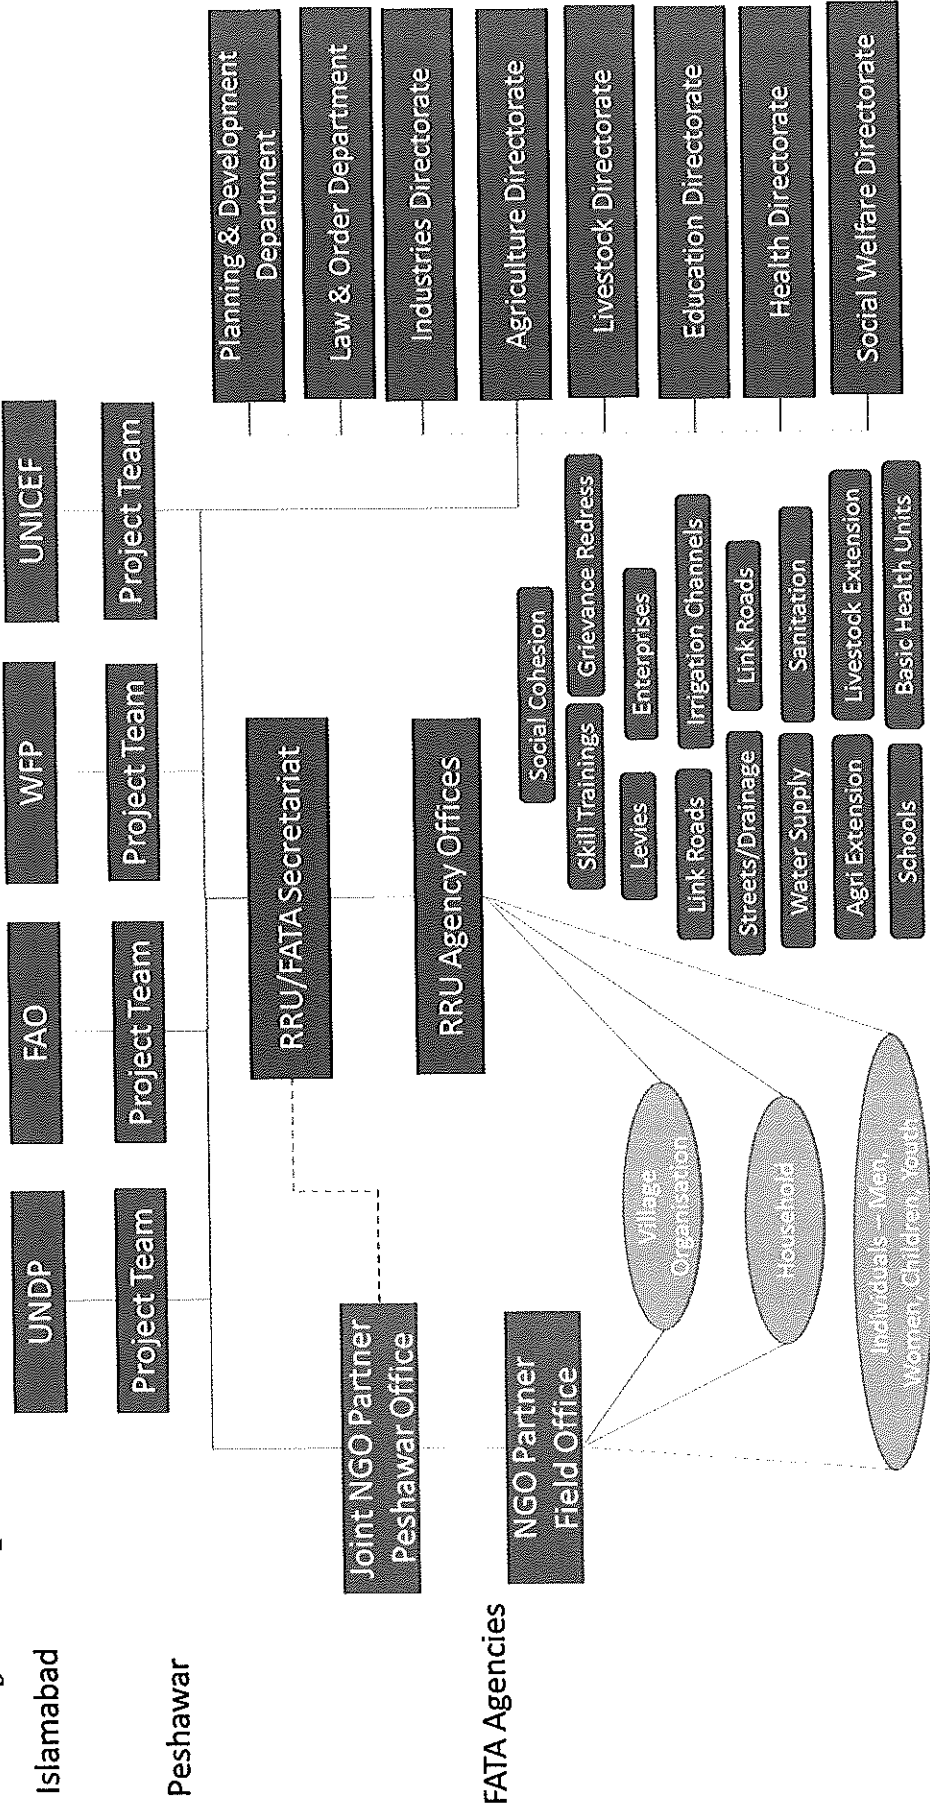 Islamabad
UNDP
FAO
WFP
UNICEF
Peshawar
Project Team
Project Team
Project Team
Project Team
Planning & Development
Department
Law & Order Department
Industries Directorate
Agriculture Directorate
Livestock Directorate
Education Directorate
Health Directorate
Social Welfare Directorate
RRU/FATA Secretariat
Joint NGO Partner
Peshawar Office
FATA Agencies
RRU Agency Offices
NGO Partner
Field Office
Social Cohesion
Skill Trainings
Grievance Redress
Levies
Enterprises
Link Roads
Irrigation Channels
Streets/Drainage
Link Roads
Water Supply
Sanitation
Agri Extension
Livestock Extension
Schools
Basic Health Units
Village
Organisation
Household
Individuals – Men,
Women, Children, Youth